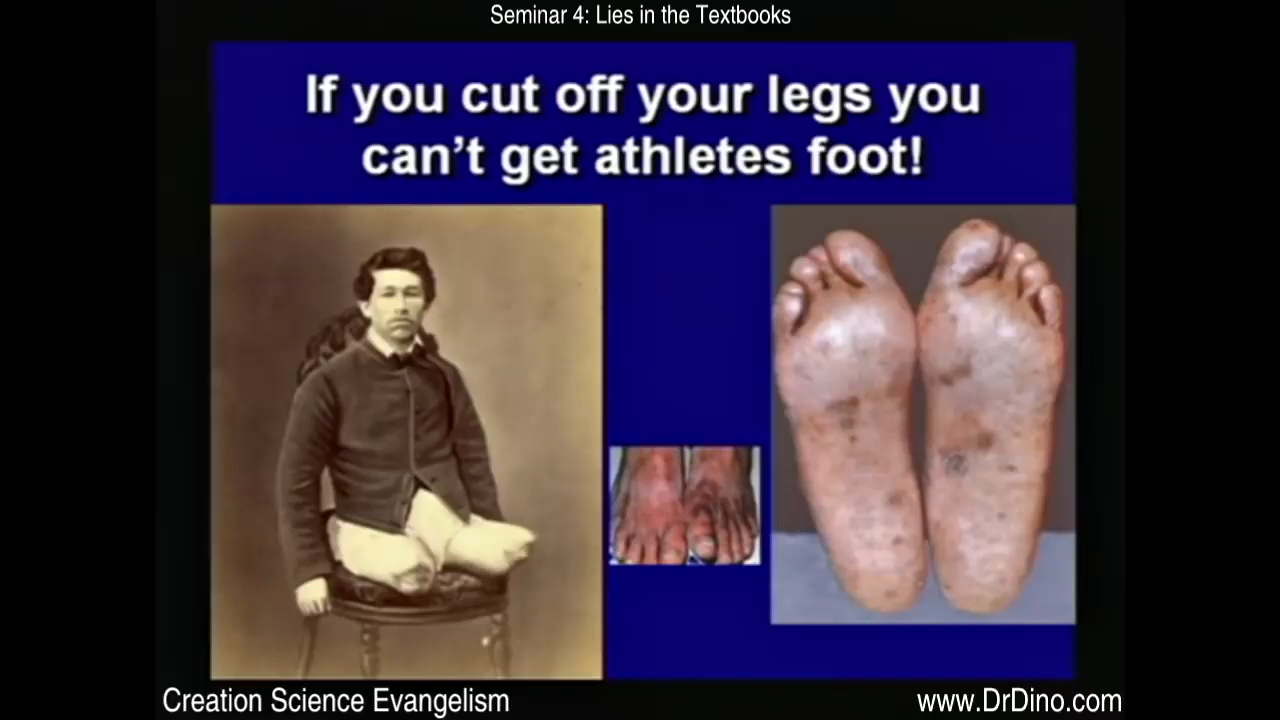 Seminar 4: Lies in the Textbooks
If you cut off your legs you
can't get athletes foot!
Creation Science Evangelism
www.DrDino.com